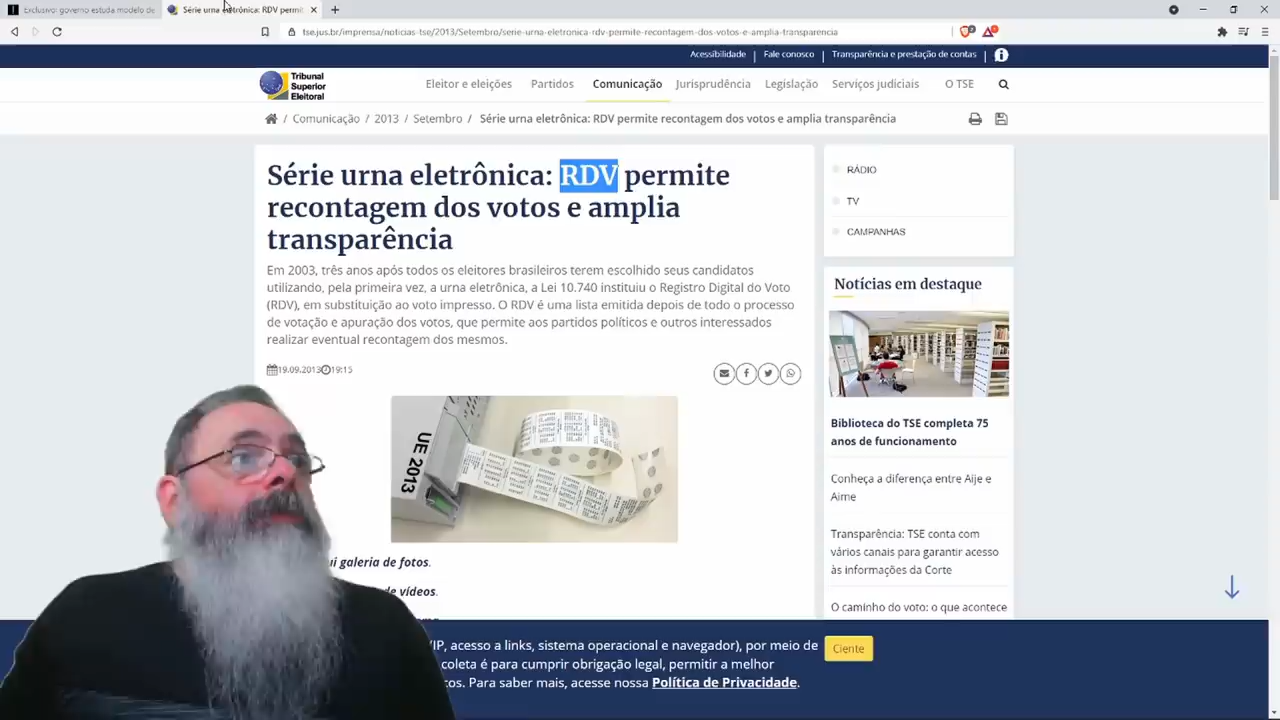 Exclusivo: governo estuda modelo de
Série urna eletrônica: RDV permit
tse.jus.br/imprensa/noticias-tse/2013/Setembro/serie-urna-eletronica-rdv-permite-recontagem-dos-votos-e-amplia-transparencia
Acessibilidade | Fale conosco | Transparência e prestação de contas |
Tribunal
Superior
Eleitoral
Eleitor e eleições Partidos Comunicação Jurisprudência Legislação Serviços judiciais O TSE
/ Comunicação / 2013 / Setembro / Série urna eletrônica: RDV permite recontagem dos votos e amplia transparência
Série urna eletrônica: RDV permite
recontagem dos votos e amplia
transparência
Em 2003, três anos após todos os eleitores brasileiros terem escolhido seus candidatos
utilizando, pela primeira vez, a urna eletrônica, a Lei 10.740 instituiu o Registro Digital do Voto
(RDV), em substituição ao voto impresso. O RDV é uma lista emitida depois de todo o processo
de votação e apuração dos votos, que permite aos partidos políticos e outros interessados
realizar eventual recontagem dos mesmos.
19.09.2013 19:15
UE 2013
galeria de fotos.
de vídeos.
RÁDIO
TV
CAMPANHAS
Notícias em destaque
Biblioteca do TSE completa 75
anos de funcionamento
Conheça a diferença entre Aije e
Aime
Transparência: TSE conta com
vários canais para garantir acesso
às informações da Corte
O caminho do voto: o que acontece
IP, acesso a links, sistema operacional e navegador), por meio de
coleta é para cumprir obrigação legal, permitir a melhor
os. Para saber mais, acesse nossa Política de Privacidade.
Ciente